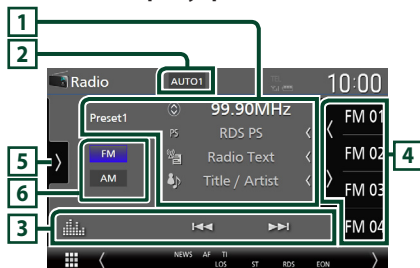 1
2
Radio AUTO1 TEL 10:00
Preset1 99.90MHz FM 01
PS RDS PS
FM Radio Text FM 02
AM Title / Artist FM 03
FM 04
4
5
6
3
NEWS AF TI
LOS ST RDS EON